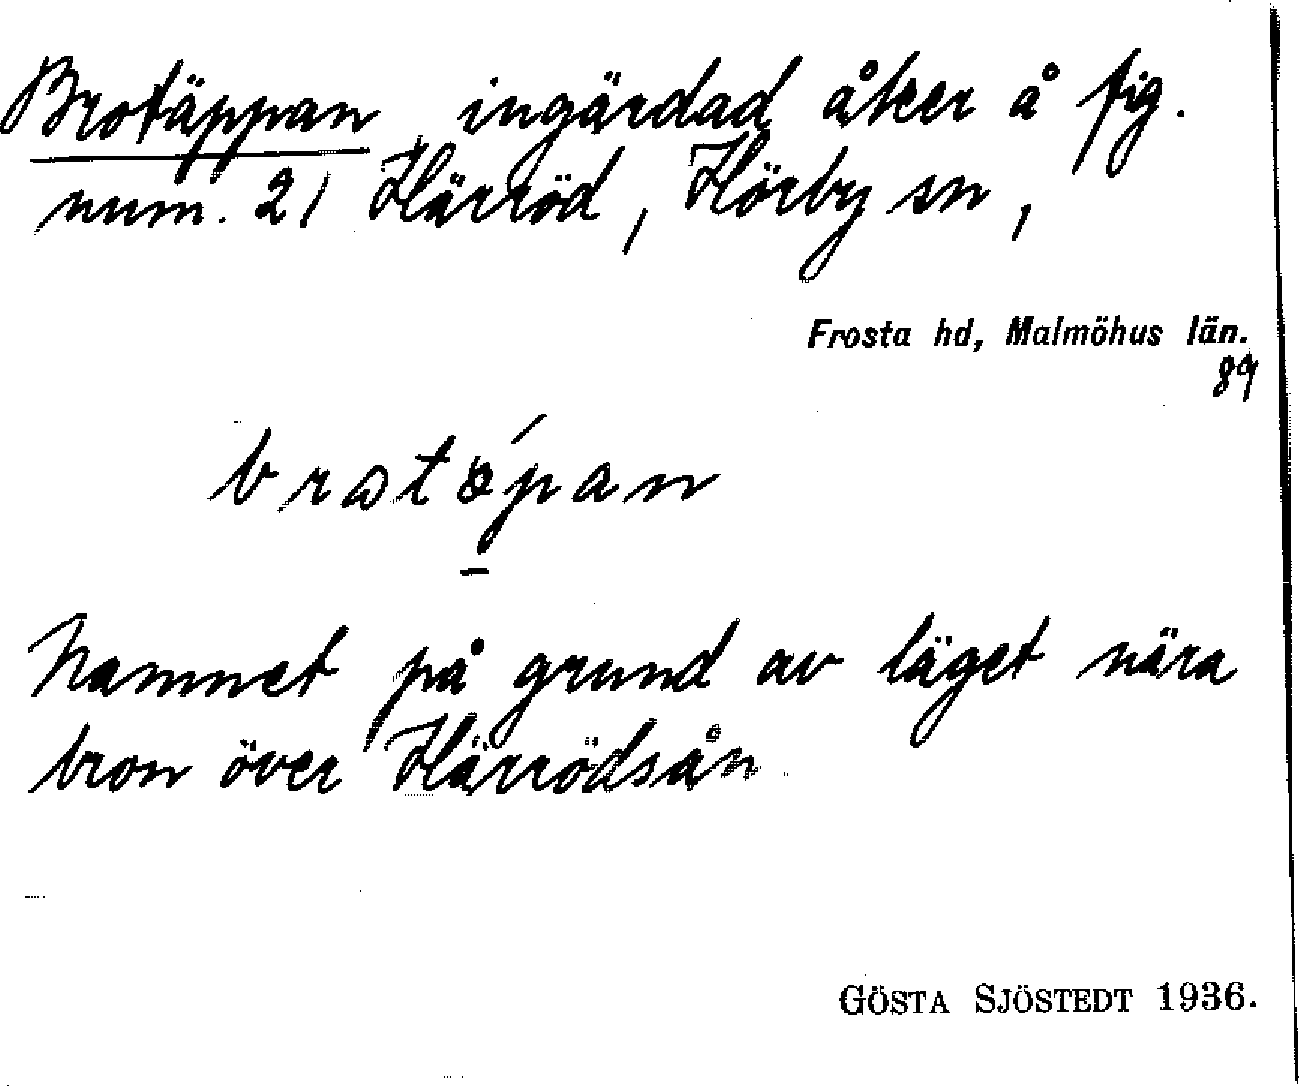 Brotäppan ingärdad åker å fig.
num. 21 Härröd, Hörby sn,
Frosta hd, Malmöhus län.
89
Namnet på grund av läget nära
bron över Härrödsån
GÖSTA SJÖSTEDT 1936.